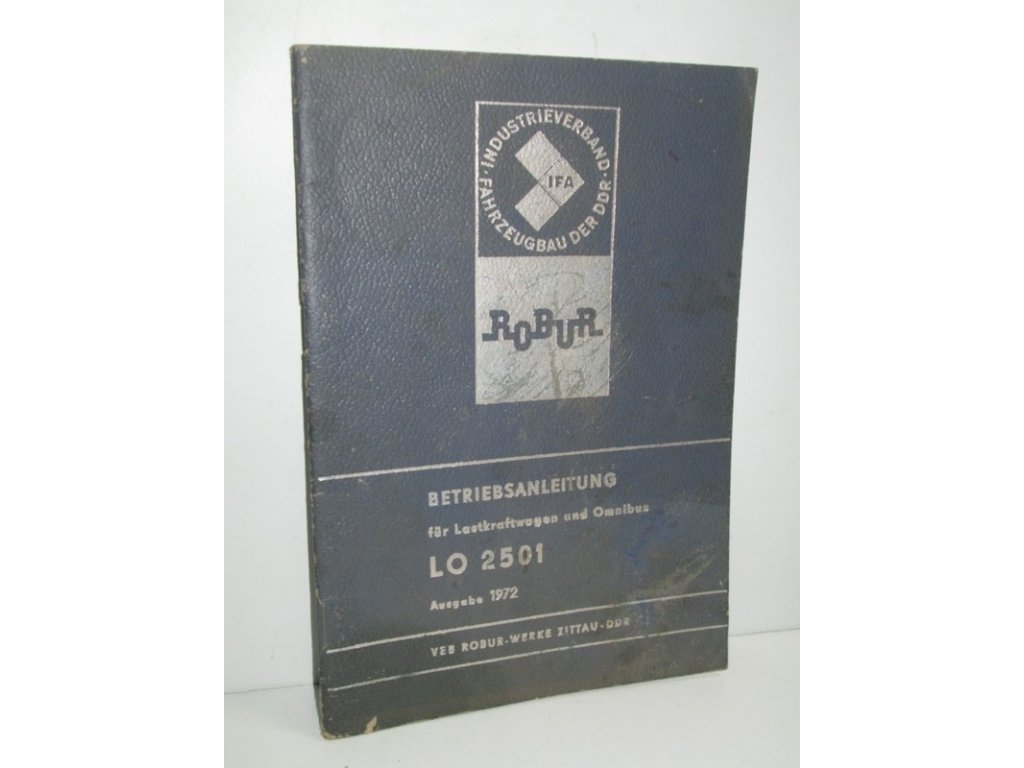 INDUSTRIEVERBAND · FAHRZEUGBAU DER DDR ·
IFA
ROBUR
BETRIEBSANLEITUNG
für Lastkraftwagen und Omnibus
LO 2501
Ausgabe 1972
VEB ROBUR-WERKE ZITTAU · DDR